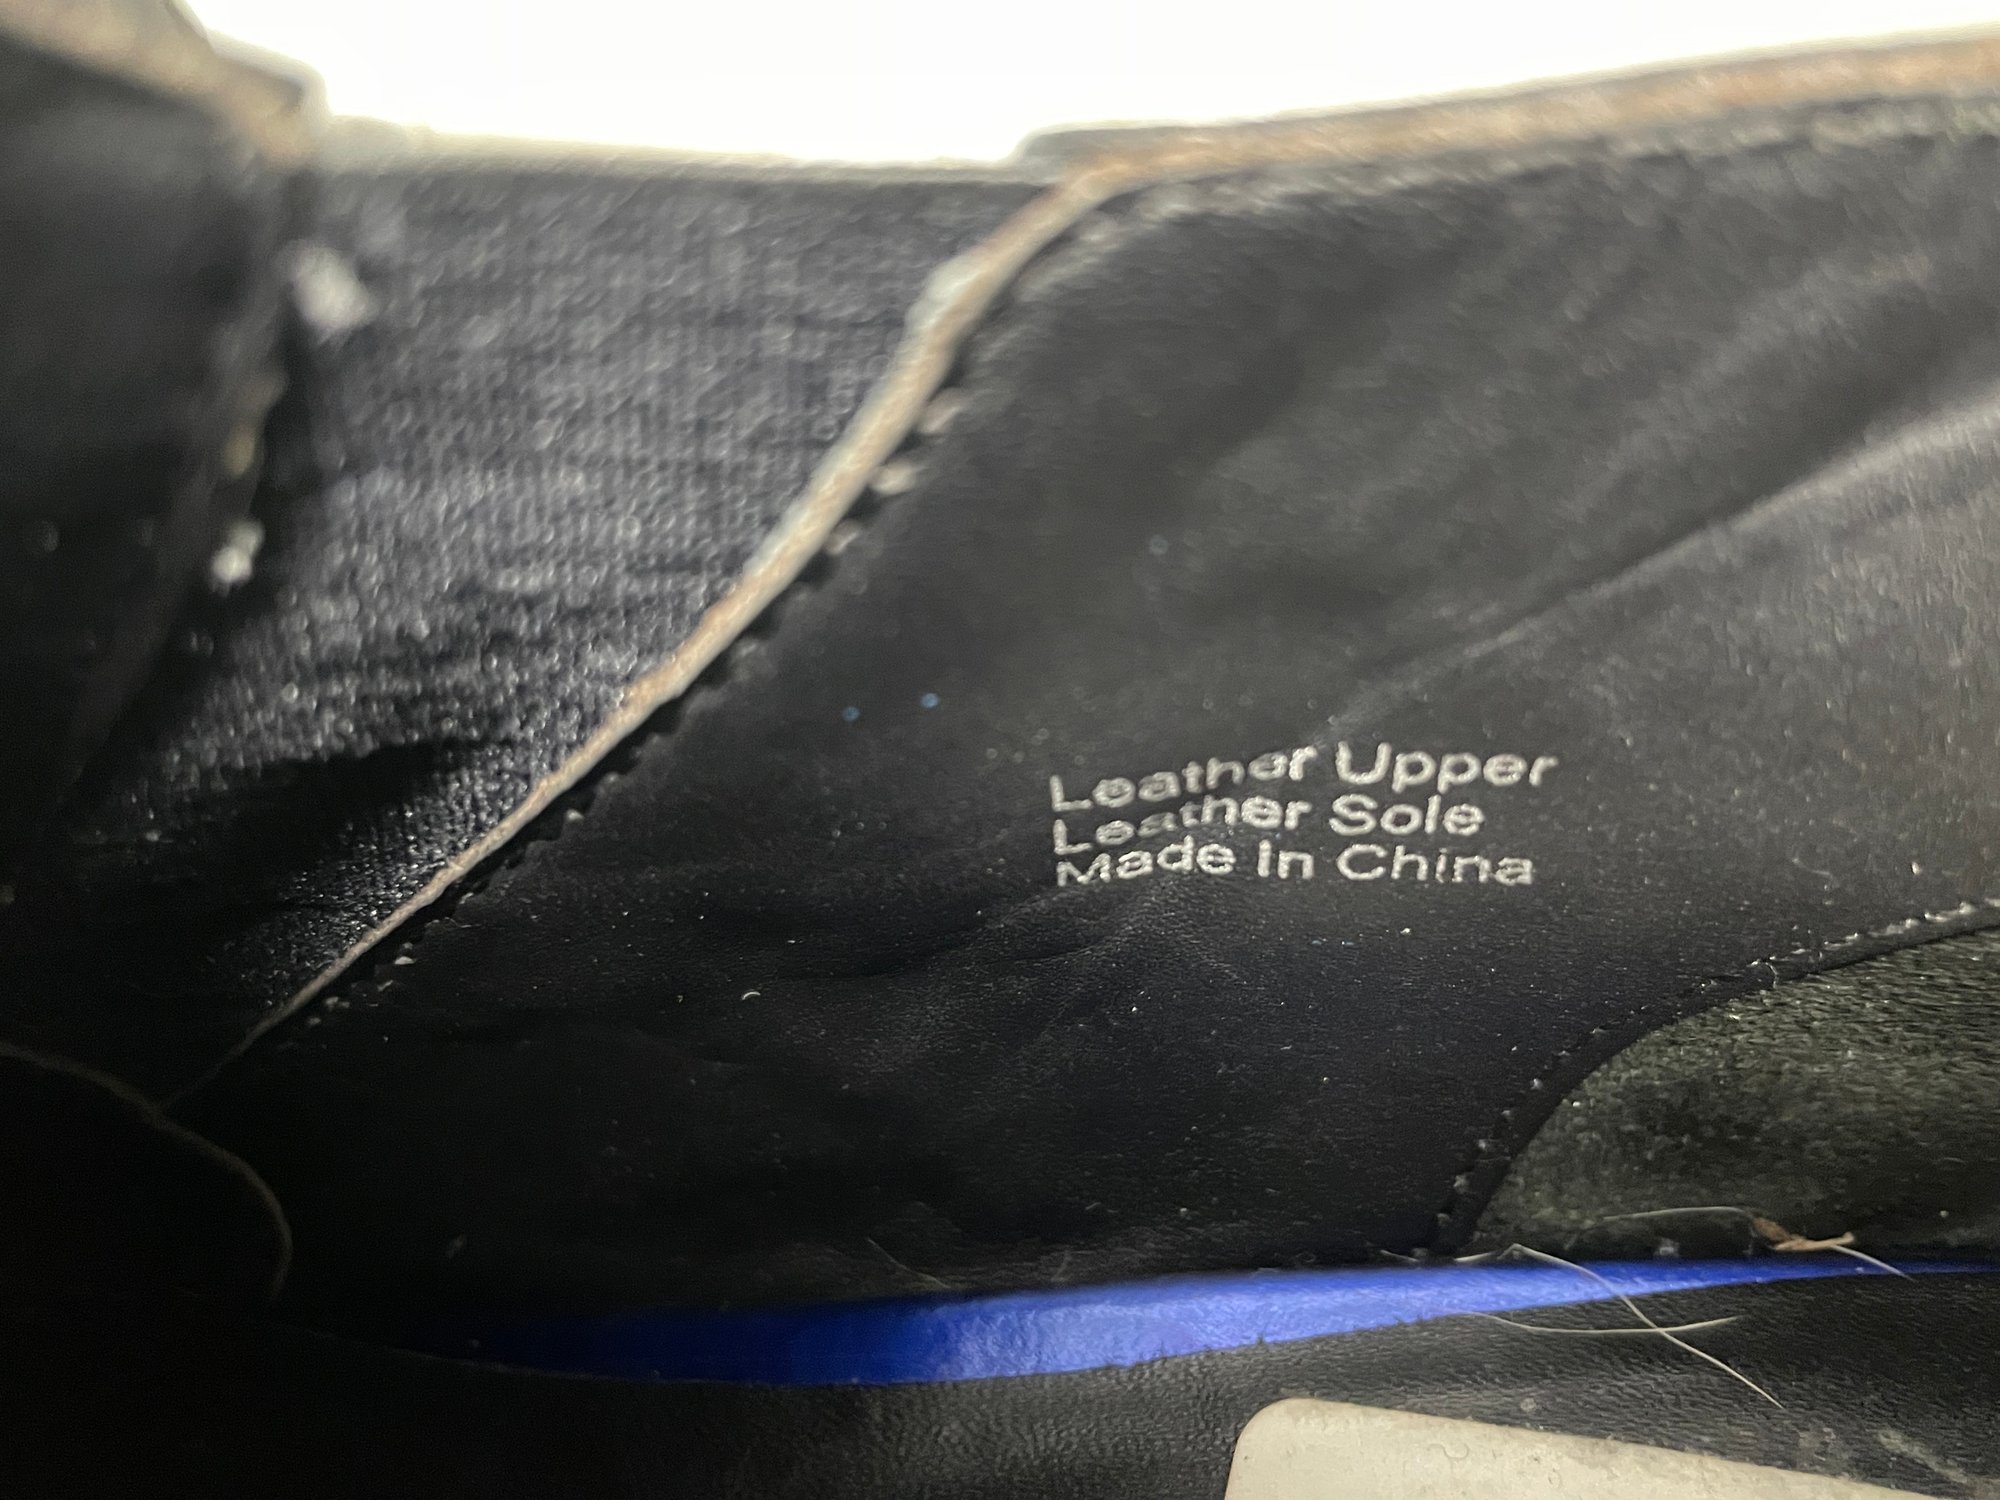 Leather Upper
Leather Sole
Made In China